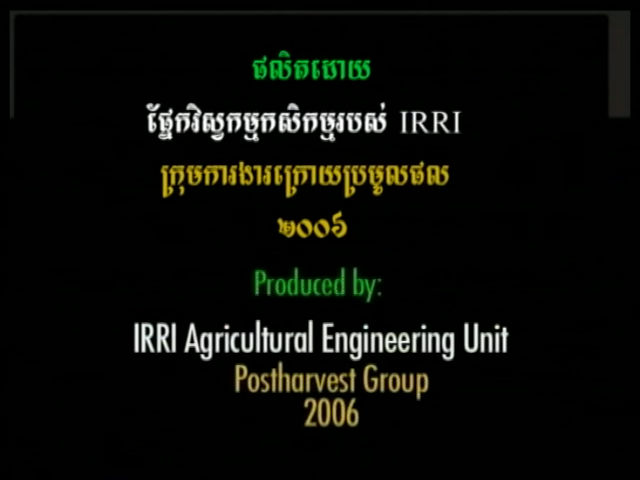 ផលិតដោយ
ផ្នែកវិស្វកម្មកសិកម្មរបស់ IRRI
ក្រុមការងារក្រោយប្រមូលផល
២០០៦
Produced by:
IRRI Agricultural Engineering Unit
Postharvest Group
2006